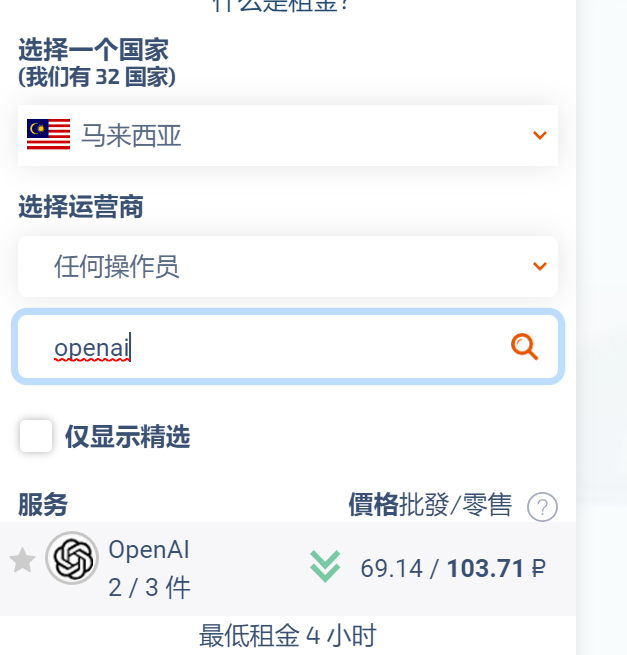 什么是租金？
选择一个国家
(我们有 32 国家)
马来西亚
选择运营商
任何操作员
openai
仅显示精选
服务 價格批發/零售 ?
OpenAI
2 / 3 件
69.14 / 103.71 ₽
最低租金 4 小时